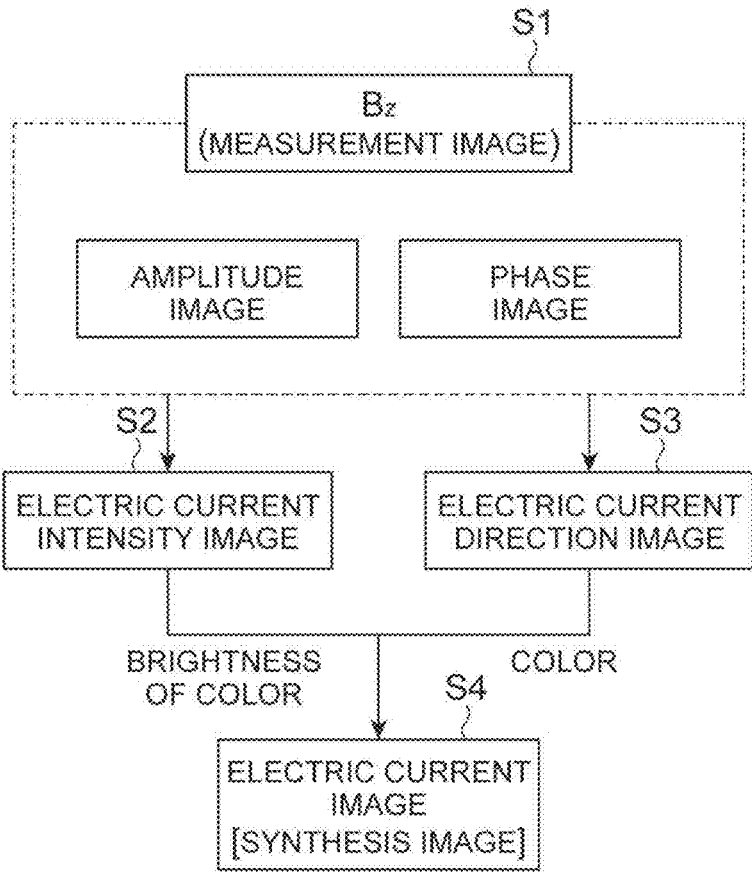 S1
Bz
(MEASUREMENT IMAGE)
AMPLITUDE
IMAGE
PHASE
IMAGE
S2
S3
ELECTRIC CURRENT
INTENSITY IMAGE
ELECTRIC CURRENT
DIRECTION IMAGE
BRIGHTNESS
OF COLOR
COLOR
S4
ELECTRIC CURRENT
IMAGE
[SYNTHESIS IMAGE]